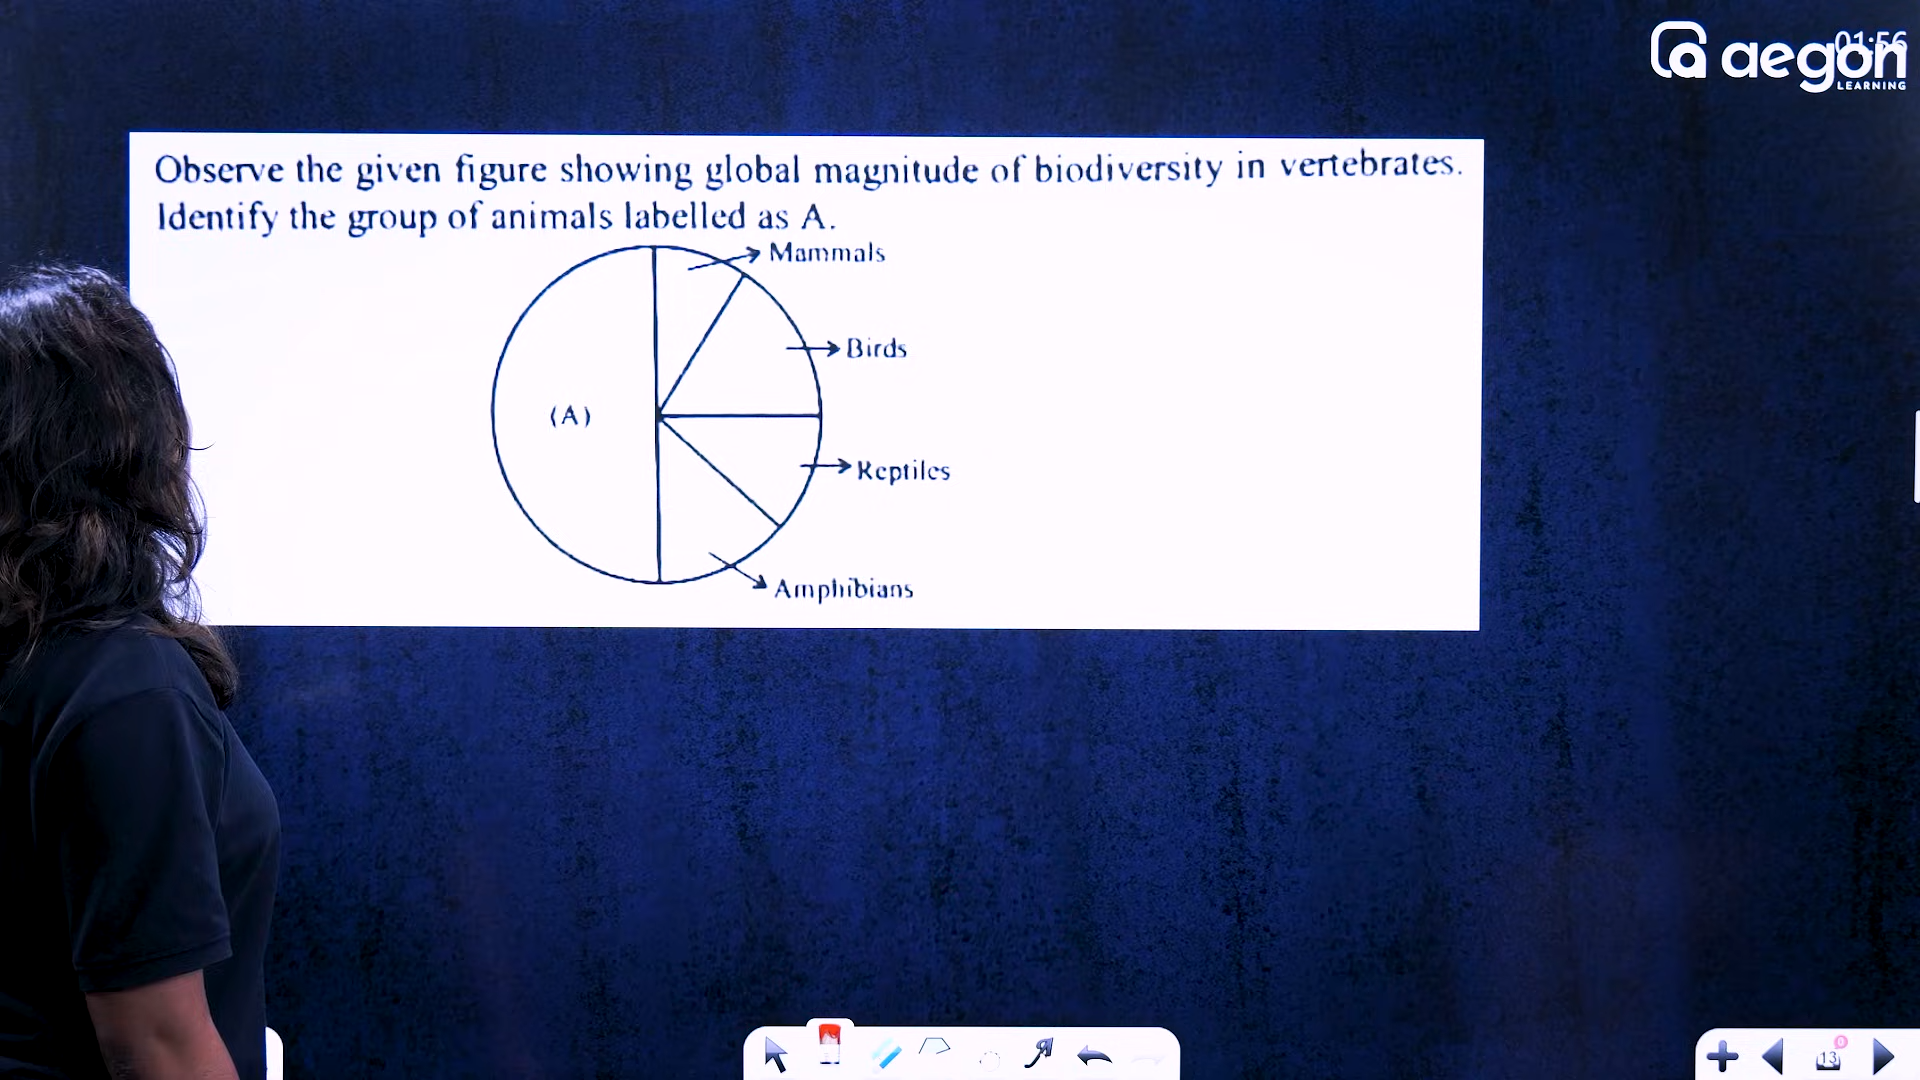 01:56
aegon
LEARNING
Observe the given figure showing global magnitude of biodiversity in vertebrates.
Identify the group of animals labelled as A.
Mammals
Birds
(A)
Reptiles
Amphibians
0
13